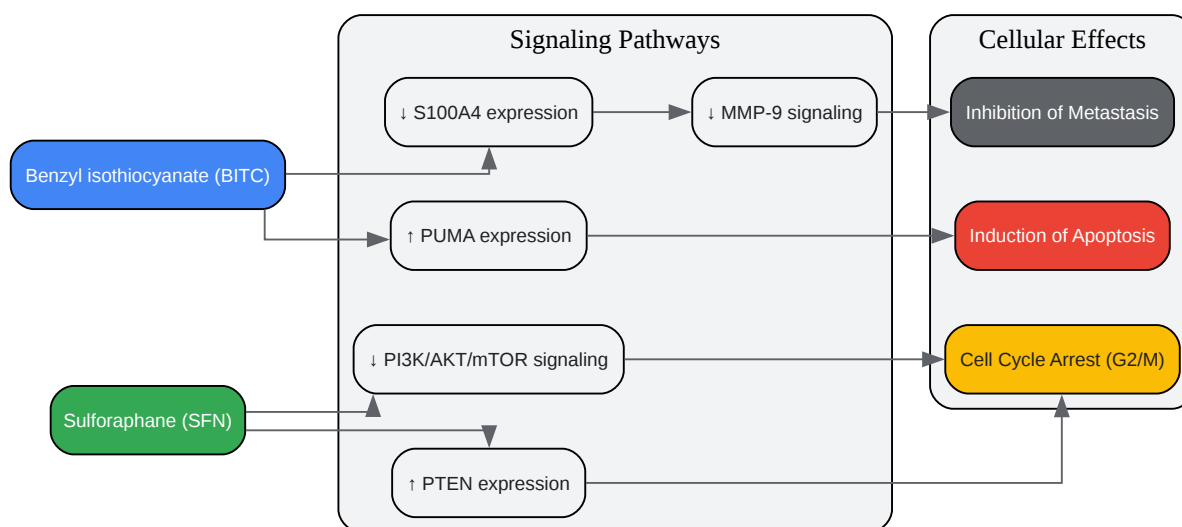 Signaling Pathways
Cellular Effects
↓ S100A4 expression
↓ MMP-9 signaling
Inhibition of Metastasis
Benzyl isothiocyanate (BITC)
↑ PUMA expression
Induction of Apoptosis
↓ PI3K/AKT/mTOR signaling
Cell Cycle Arrest (G2/M)
Sulforaphane (SFN)
↑ PTEN expression